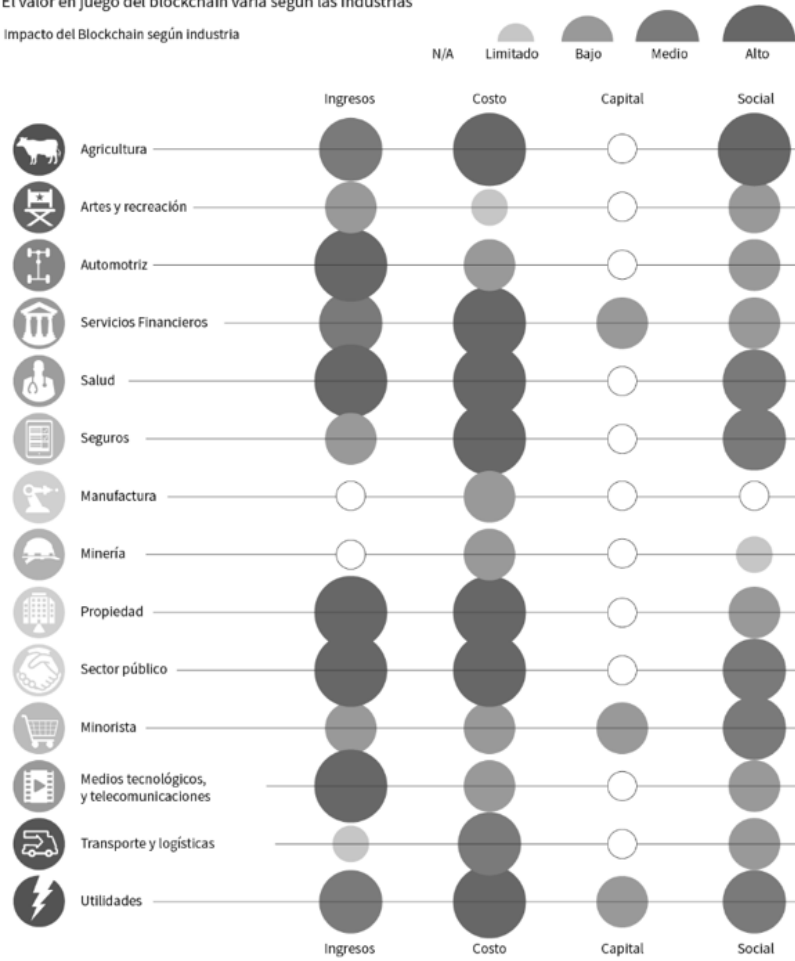 El valor en juego del blockchain varía según las industrias
Impacto del Blockchain según industria
N/A Limitado Bajo Medio Alto
Ingresos Costo Capital Social
Agricultura
Artes y recreación
Automotriz
Servicios Financieros
Salud
Seguros
Manufactura
Minería
Propiedad
Sector público
Minorista
Medios tecnológicos,
y telecomunicaciones
Transporte y logísticas
Utilidades
Ingresos Costo Capital Social